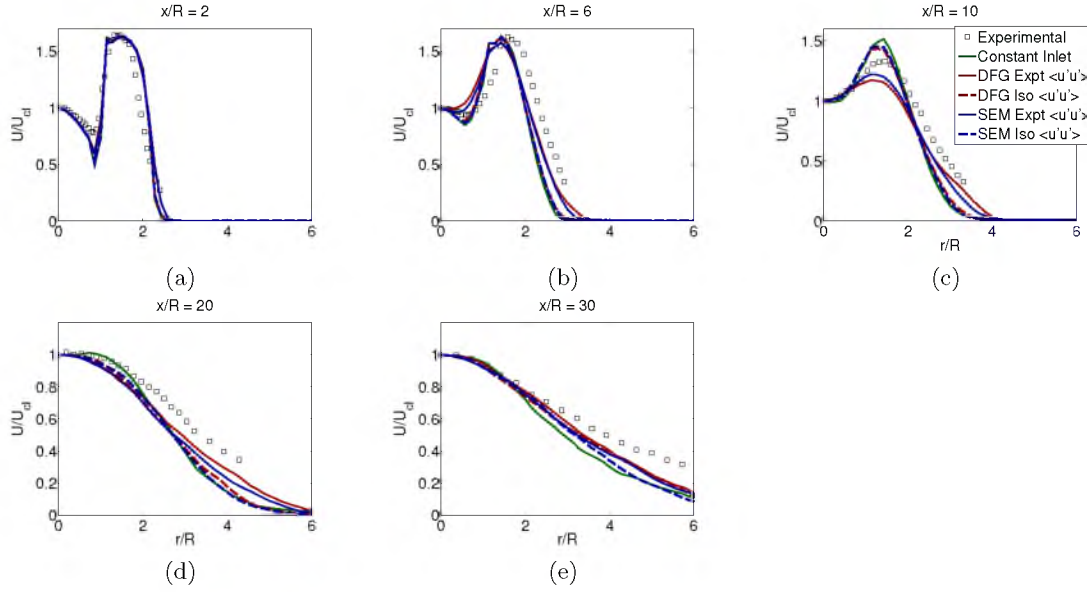 x/R = 2
x/R = 6
x/R = 10
1.5
1
0.5
0
U/U_cl
0 2 4 6
(a)
1.5
1
0.5
0
U/U_cl
0 2 4 6
(b)
1.5
1
0.5
0
U/U_cl
0 2 4 6
r/R
(c)
Experimental
Constant Inlet
DFG Expt <u'u'>
DFG Iso <u'u'>
SEM Expt <u'u'>
SEM Iso <u'u'>
x/R = 20
x/R = 30
1
0.8
0.6
0.4
0.2
0
U/U_cl
0 2 4 6
r/R
(d)
1
0.8
0.6
0.4
0.2
0
U/U_cl
0 2 4 6
r/R
(e)